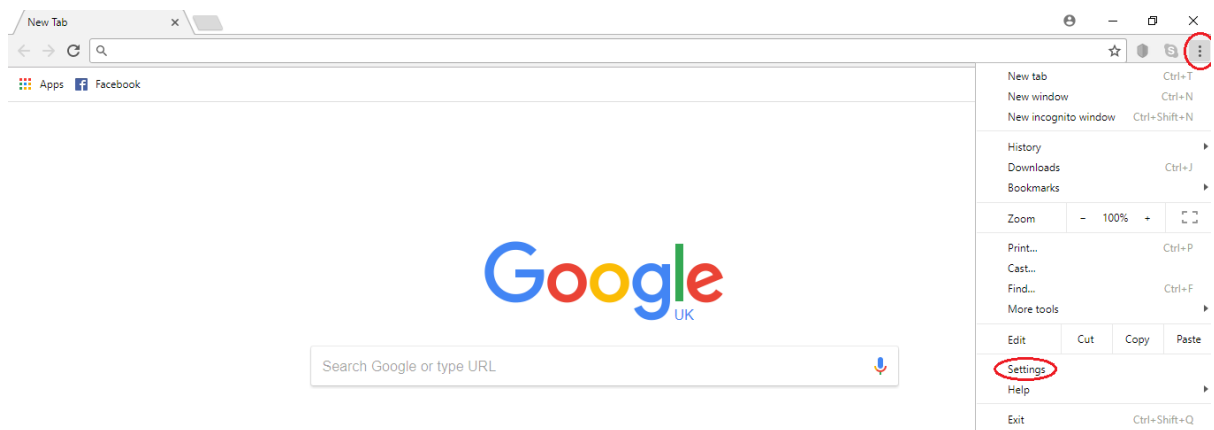 New Tab
Apps Facebook
New tab Ctrl+T
New window Ctrl+N
New incognito window Ctrl+Shift+N
History
Downloads Ctrl+J
Bookmarks
Zoom - 100% +
Print... Ctrl+P
Cast...
Find... Ctrl+F
More tools
Edit Cut Copy Paste
Settings
Help
Exit Ctrl+Shift+Q
Google
UK
Search Google or type URL